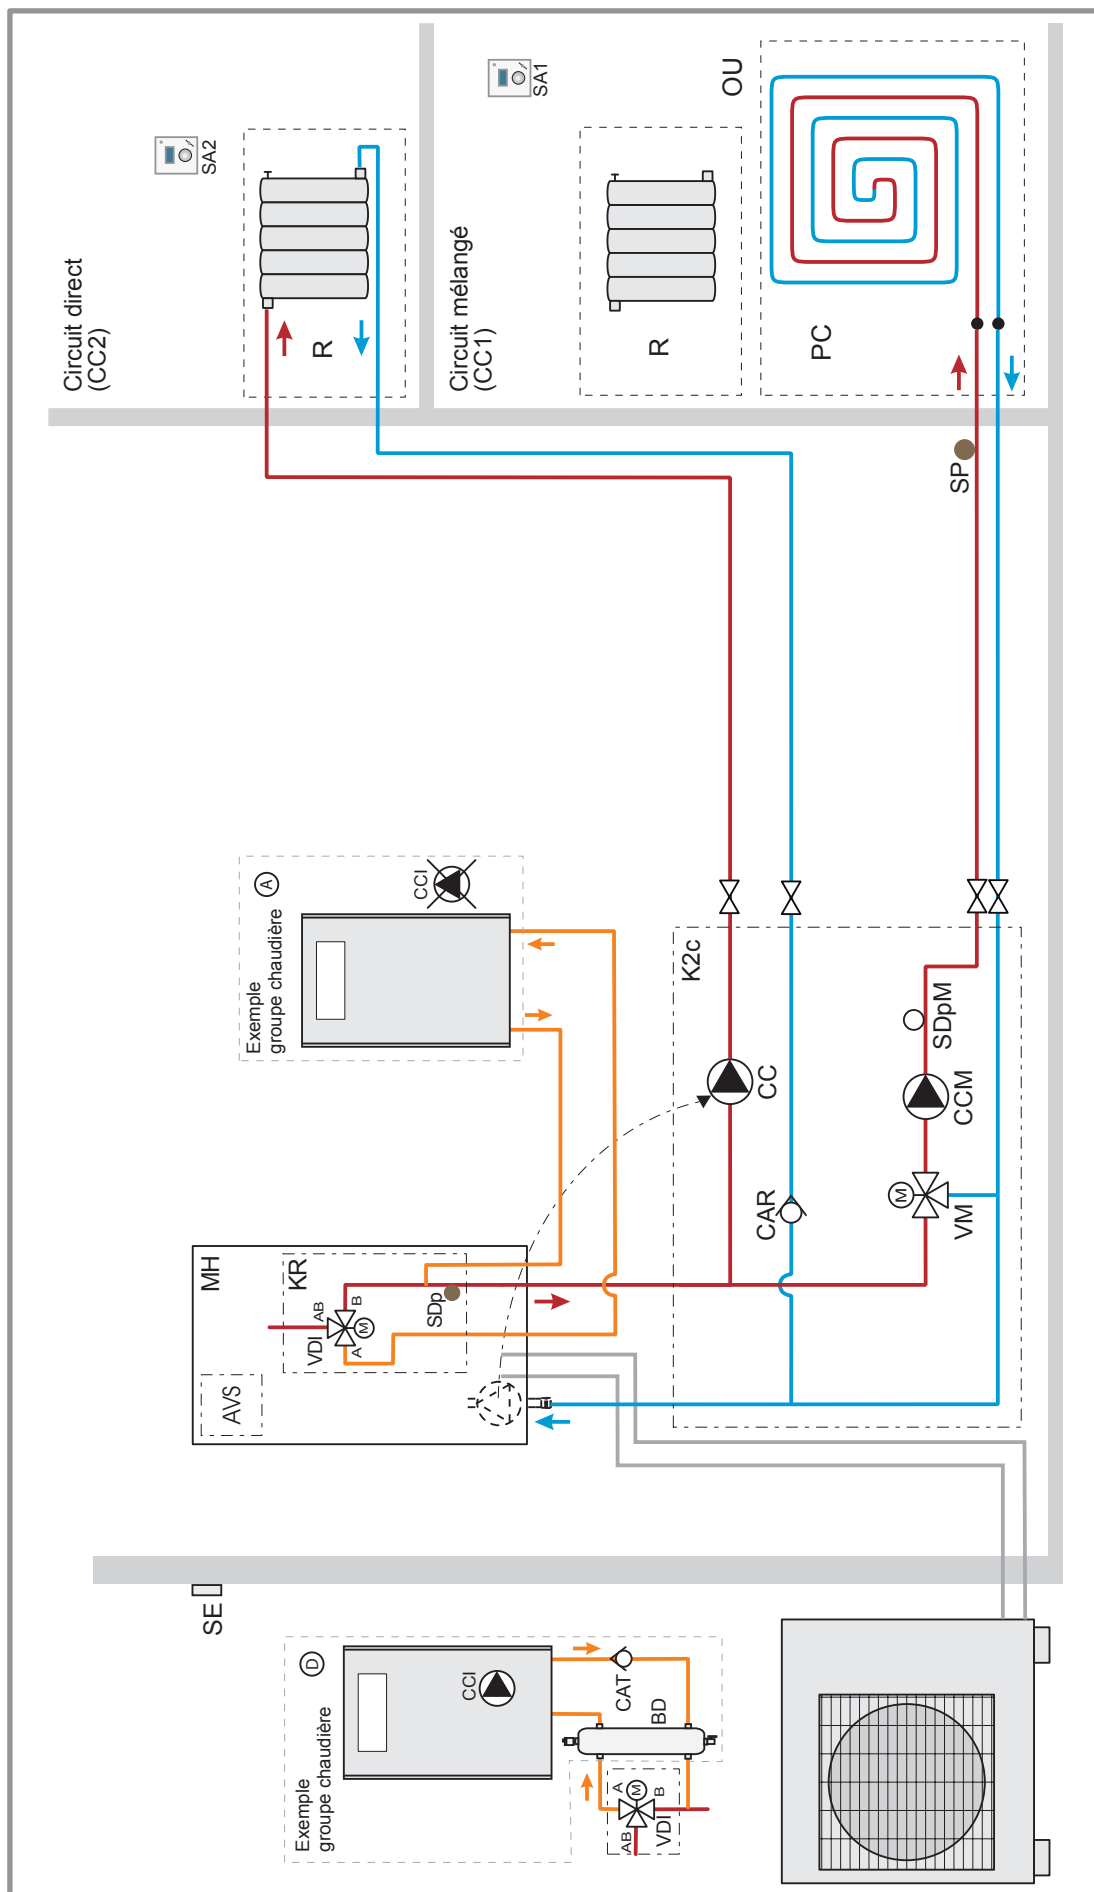 Exemple
groupe chaudière
D
CCI
CAT
BD
A
M
B
AB
VDI
SE
MH
AVS
KR
AB
B
A
M
VDI
SDp
Exemple
groupe chaudière
A
CCI
K2c
CC
CAR
M
VM
CCM
SDpM
Circuit direct
(CC2)
SA2
R
Circuit mélangé
(CC1)
SA1
R
OU
PC
SP